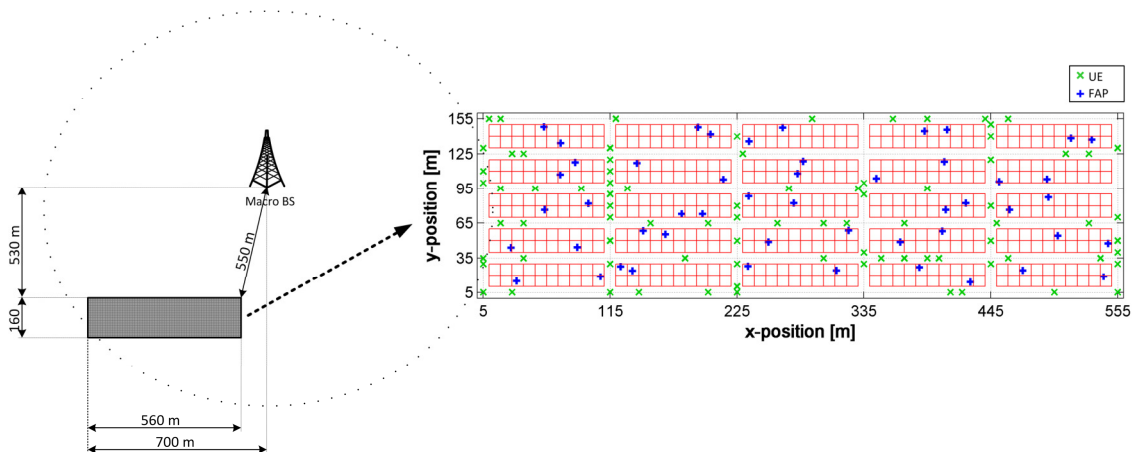 UE
FAP
155
125
95
65
35
5
y-position [m]
5 115 225 335 445 555
x-position [m]
Macro BS
530 m
550 m
160
560 m
700 m